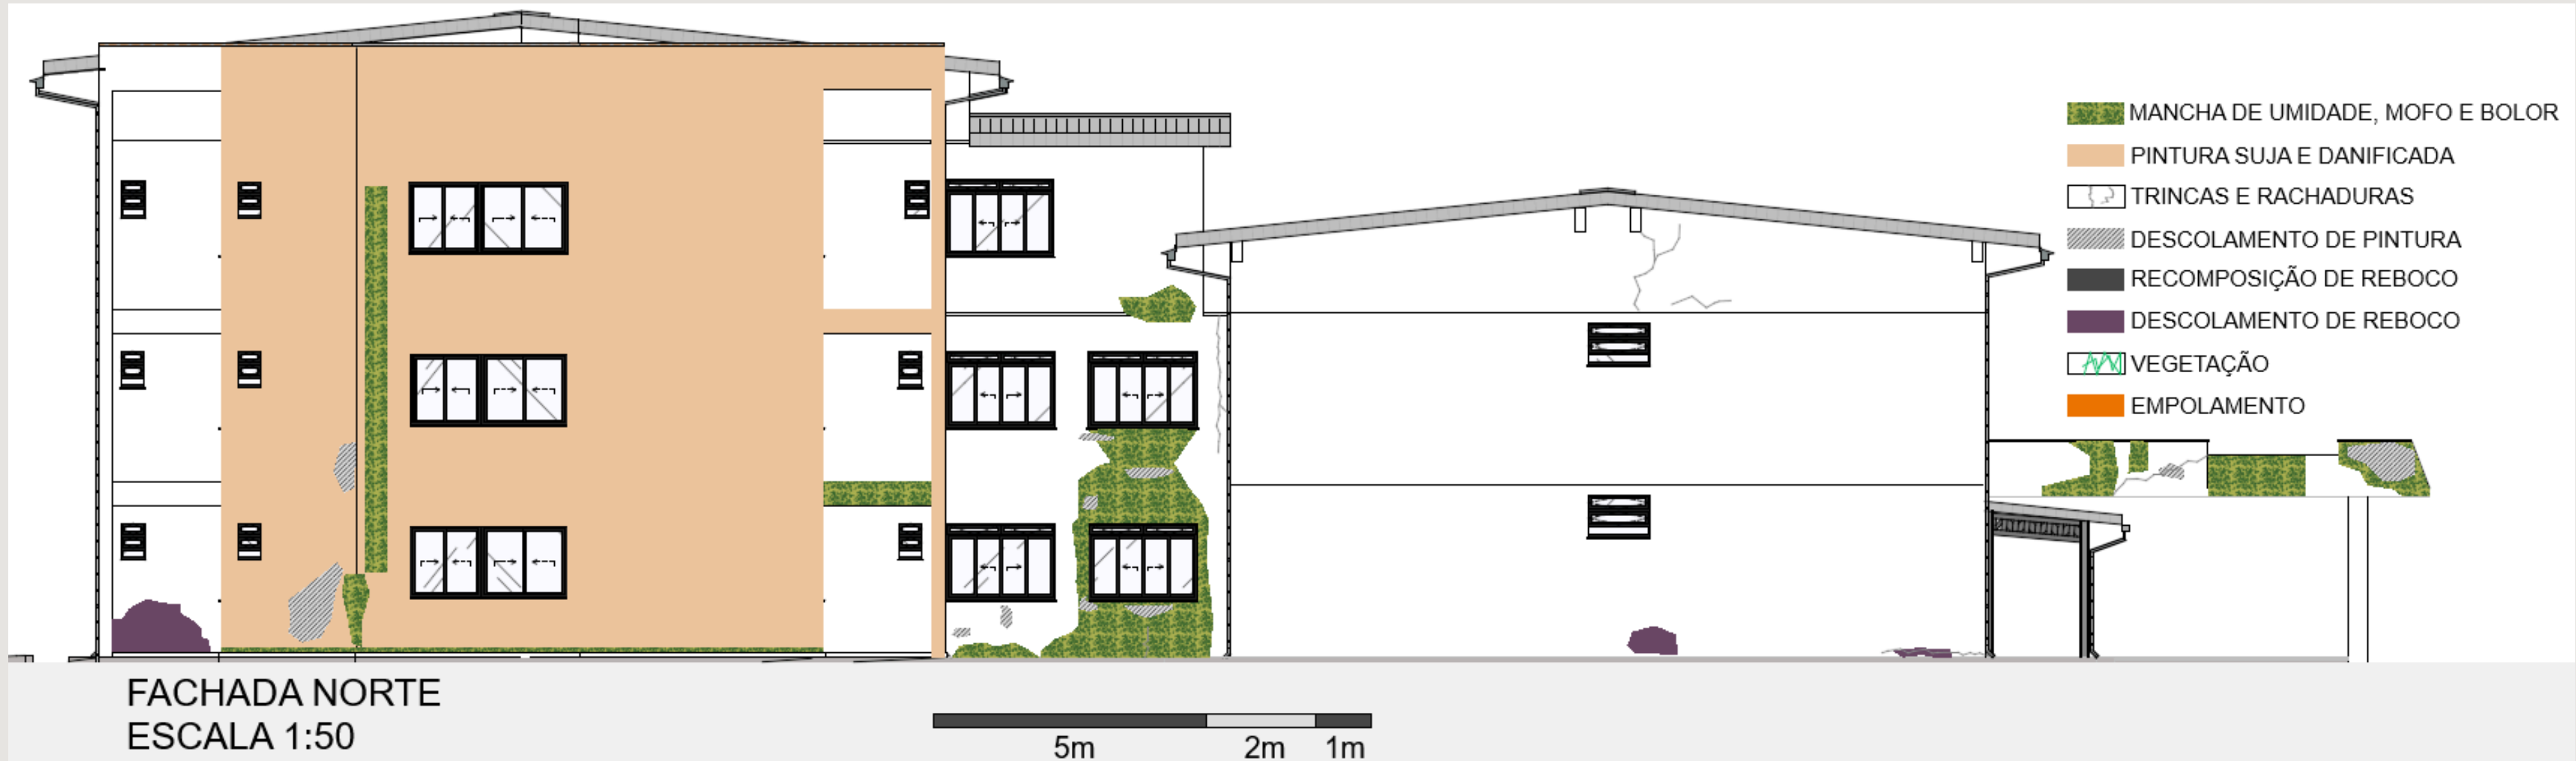 MANCHA DE UMIDADE, MOFO E BOLOR
PINTURA SUJA E DANIFICADA
TRINCAS E RACHADURAS
DESCOLAMENTO DE PINTURA
RECOMPOSIÇÃO DE REBOCO
DESCOLAMENTO DE REBOCO
VEGETAÇÃO
EMPOLAMENTO
FACHADA NORTE
ESCALA 1:50
5m 2m 1m